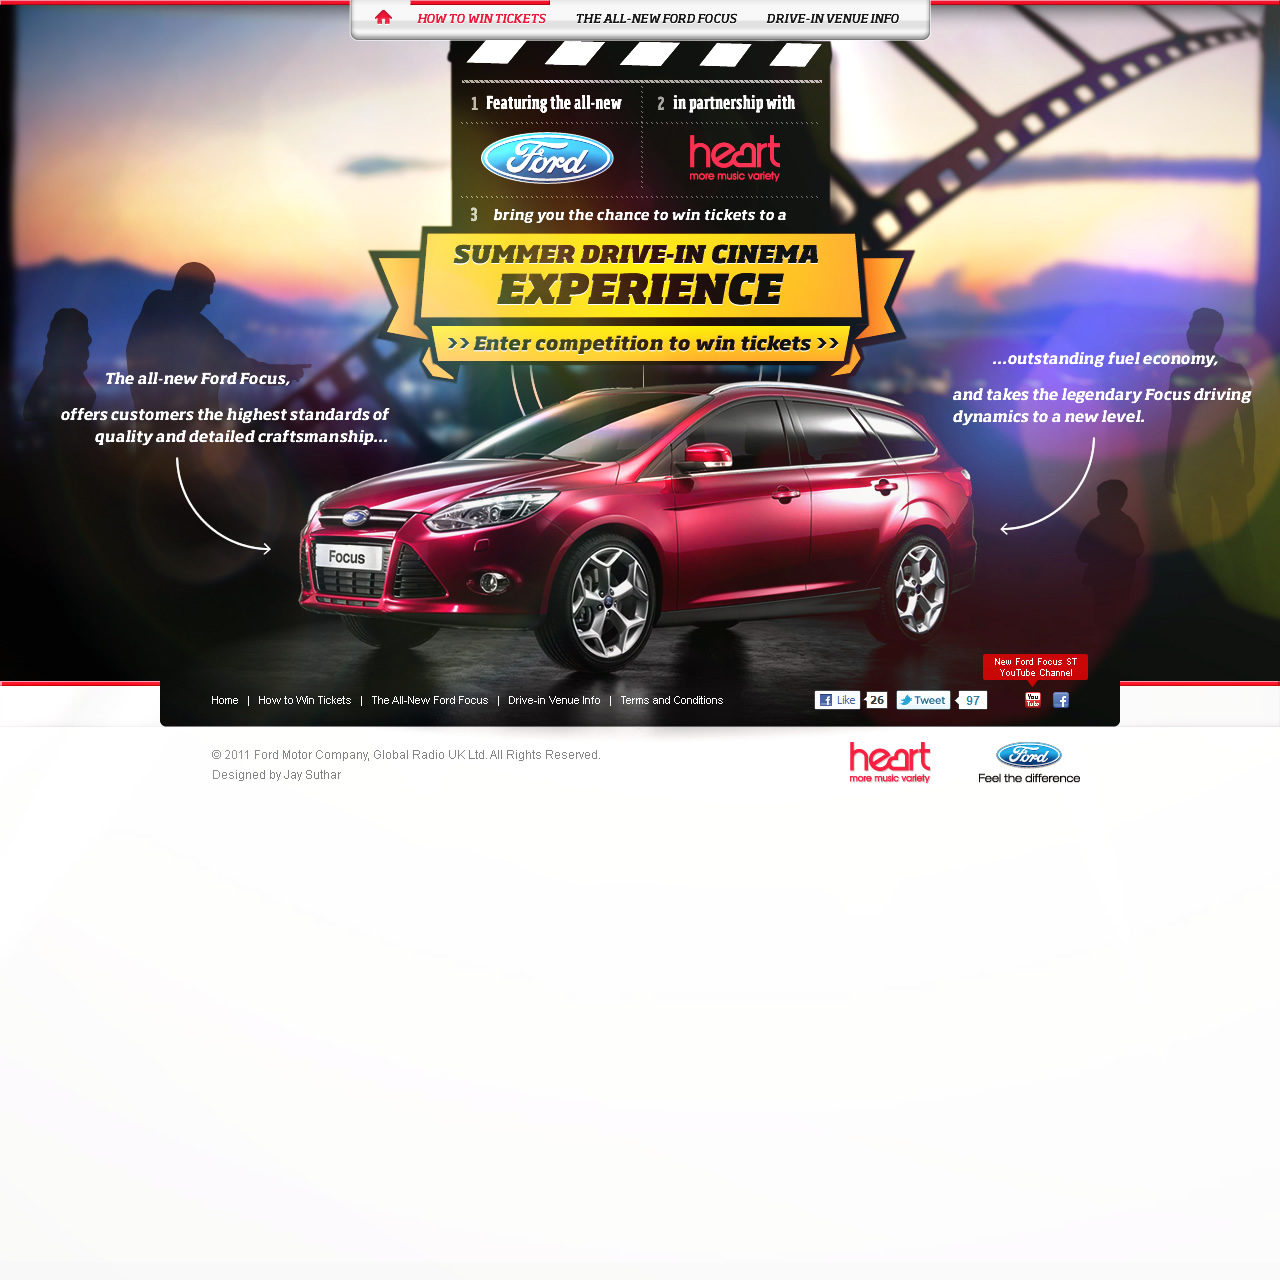 HOW TO WIN TICKETS THE ALL-NEW FORD FOCUS DRIVE-IN VENUE INFO
1 Featuring the all-new 2 in partnership with
Ford heart
more music variety
3 bring you the chance to win tickets to a
SUMMER DRIVE-IN CINEMA
EXPERIENCE
>> Enter competition to win tickets >>
The all-new Ford Focus,
offers customers the highest standards of
quality and detailed craftsmanship...
...outstanding fuel economy,
and takes the legendary Focus driving
dynamics to a new level.
Ford
Focus
New Ford Focus ST
YouTube Channel
Home | How to Win Tickets | The All-New Ford Focus | Drive-in Venue Info | Terms and Conditions
Like 26 Tweet 97 You Tube f
© 2011 Ford Motor Company, Global Radio UK Ltd. All Rights Reserved.
Designed by Jay Suthar
heart
more music variety
Ford
Feel the difference